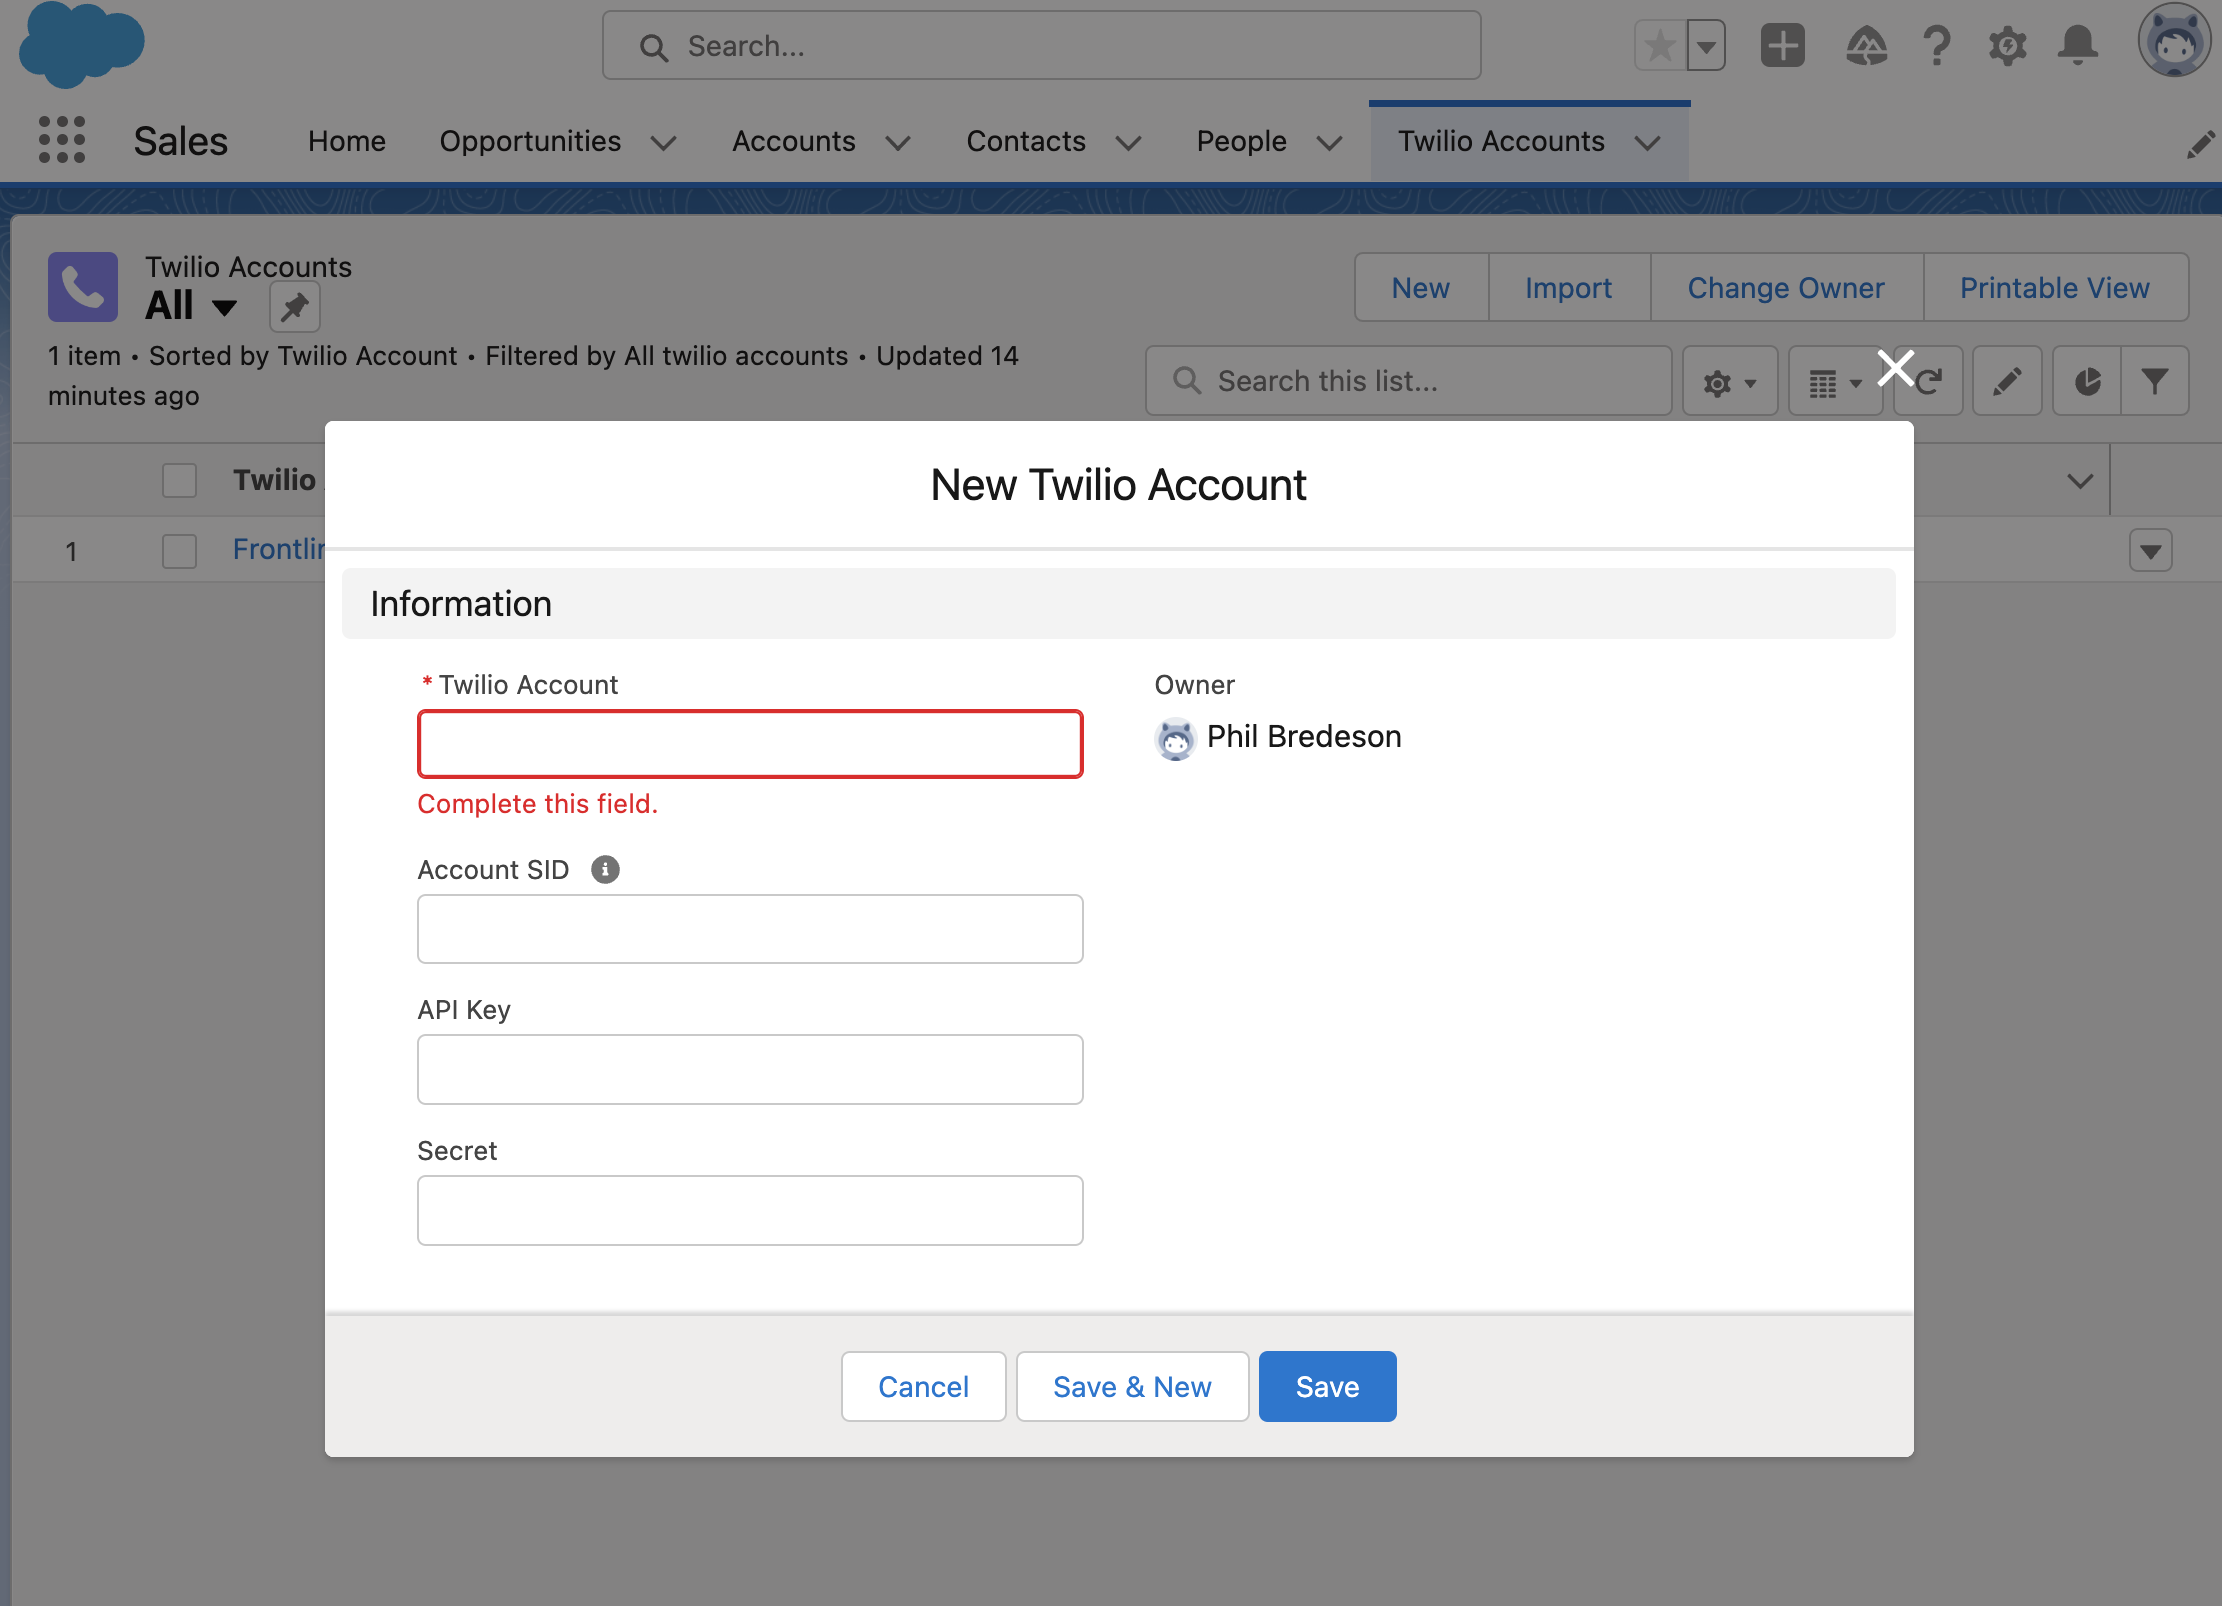 Search...
Sales
Home
Opportunities
Accounts
Contacts
People
Twilio Accounts
Twilio Accounts
All
New
Import
Change Owner
Printable View
1 item • Sorted by Twilio Account • Filtered by All twilio accounts • Updated 14
minutes ago
Search this list...
Twilio
1
New Twilio Account
Information
* Twilio Account
Complete this field.
Owner
Phil Bredeson
Account SID
API Key
Secret
Cancel
Save & New
Save